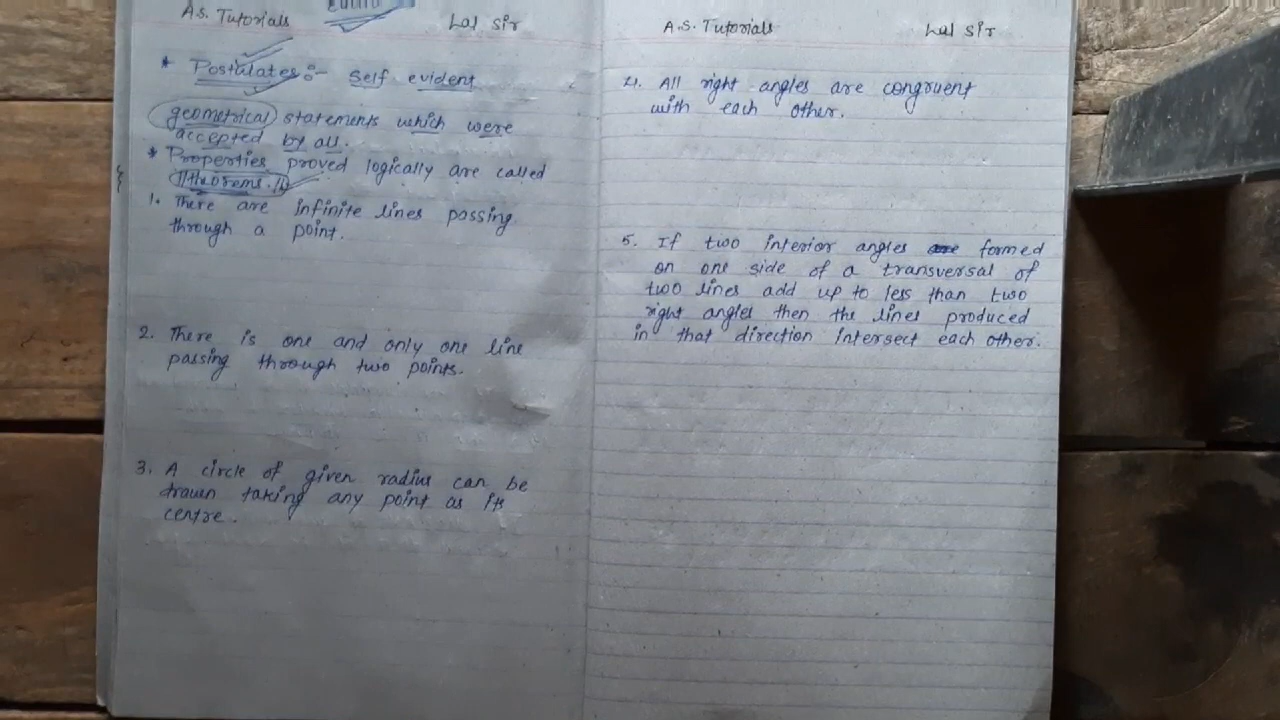 A.S. Tutorials Lal Sir
* Postulates :- Self evident
geometrical statements which were
accepted by all.
* Properties proved logically are called
Theorems.
1. There are infinite lines passing
through a point.
2. There is one and only one line
passing through two points.
3. A circle of given radius can be
drawn taking any point as its
centre.
A.S. Tutorials Lal Sir
4. All right angles are congruent
with each other.
5. If two interior angles formed
on one side of a transversal of
two lines add up to less than two
right angles then the lines produced
in that direction intersect each other.